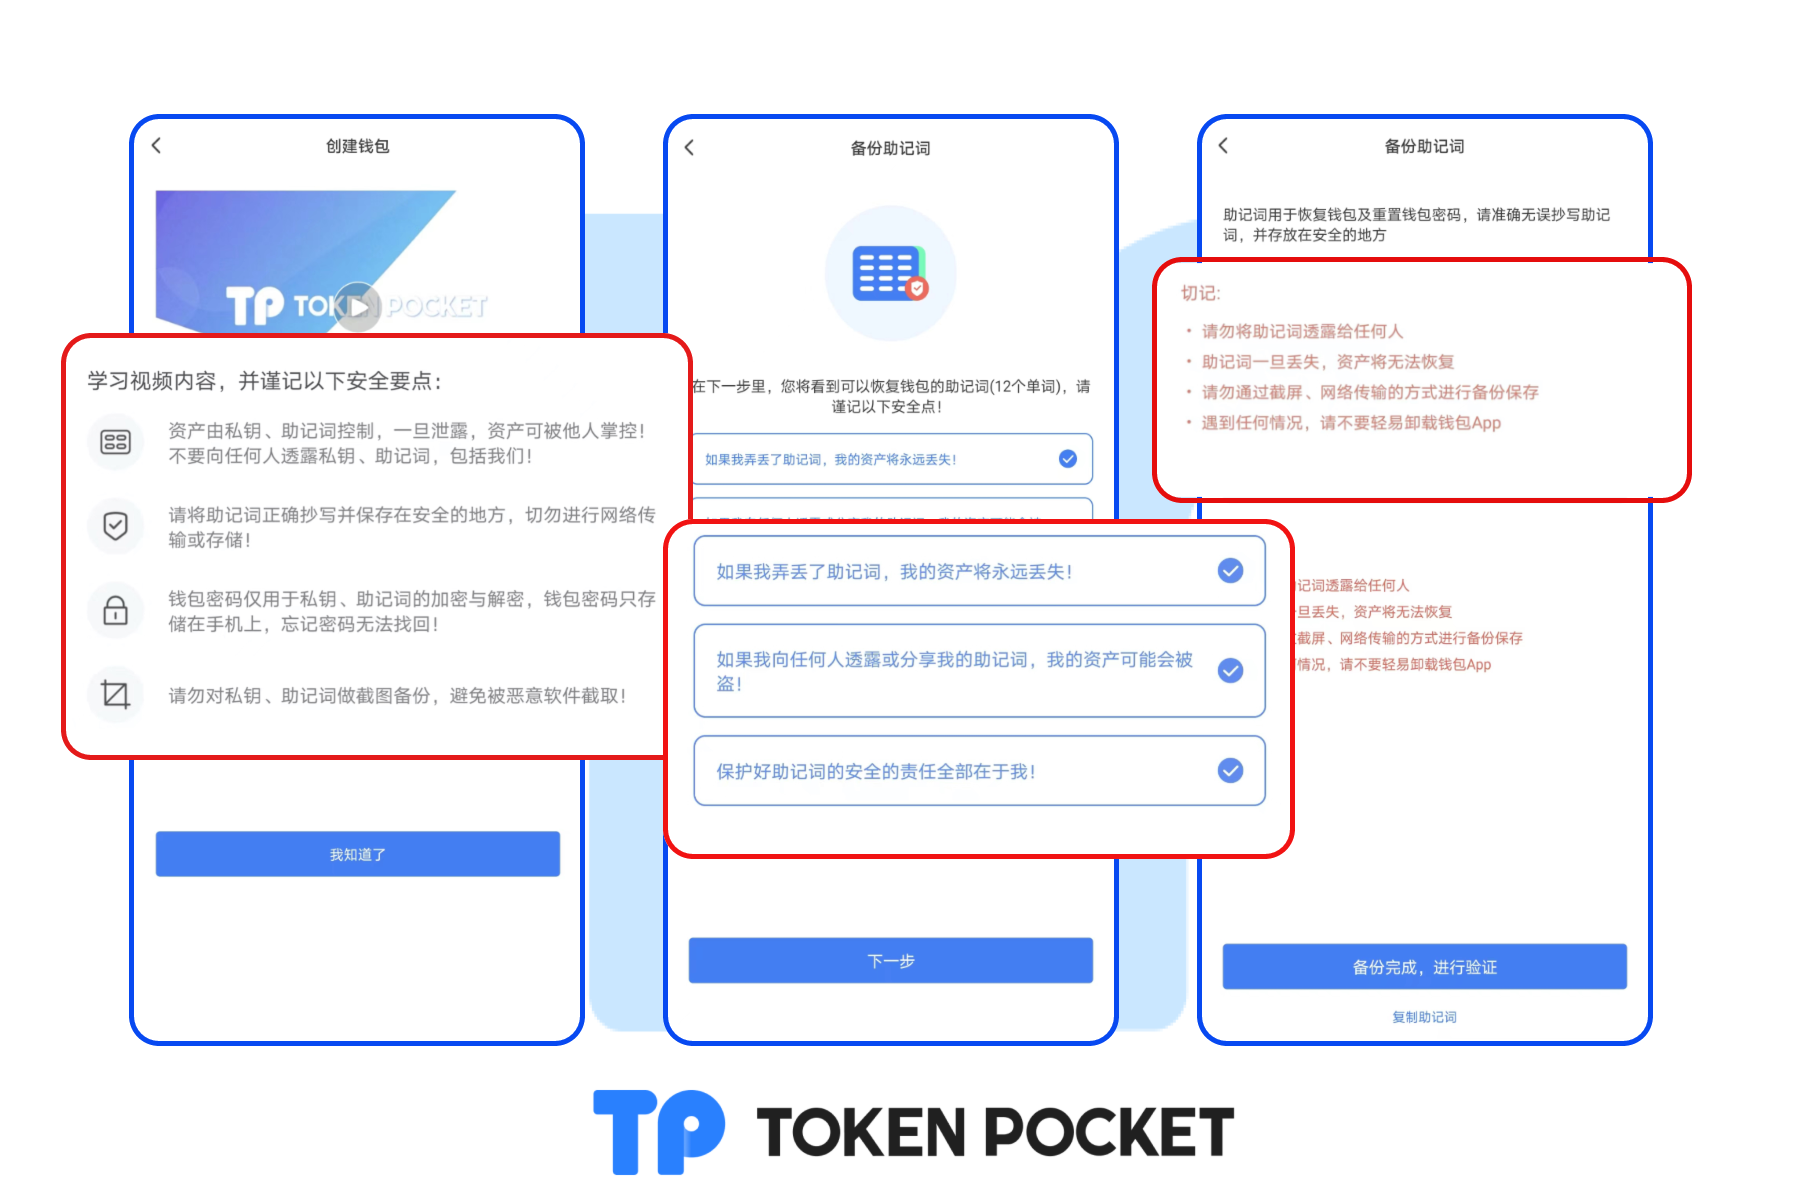 创建钱包
TP TOKEN POCKET
学习视频内容，并谨记以下安全要点：
资产由私钥、助记词控制，一旦泄露，资产可被他人掌控！
不要向任何人透露私钥、助记词，包括我们！
请将助记词正确抄写并保存在安全的地方，切勿进行网络传
输或存储！
钱包密码仅用于私钥、助记词的加密与解密，钱包密码只存
储在手机上，忘记密码无法找回！
请勿对私钥、助记词做截图备份，避免被恶意软件截取！
我知道了
备份助记词
在下一步里，您将看到可以恢复钱包的助记词(12个单词)，请
谨记以下安全点！
如果我弄丢了助记词，我的资产将永远丢失！
如果我弄丢了助记词，我的资产将永远丢失！
如果我向任何人透露或分享我的助记词，我的资产可能会被
盗！
保护好助记词的安全的责任全部在于我！
下一步
备份助记词
助记词用于恢复钱包及重置钱包密码，请准确无误抄写助记
词，并存放在安全的地方
切记：
• 请勿将助记词透露给任何人
• 助记词一旦丢失，资产将无法恢复
• 请勿通过截屏、网络传输的方式进行备份保存
• 遇到任何情况，请不要轻易卸载钱包App
记词透露给任何人
旦丢失，资产将无法恢复
截屏、网络传输的方式进行备份保存
情况，请不要轻易卸载钱包App
备份完成，进行验证
复制助记词
TP TOKEN POCKET